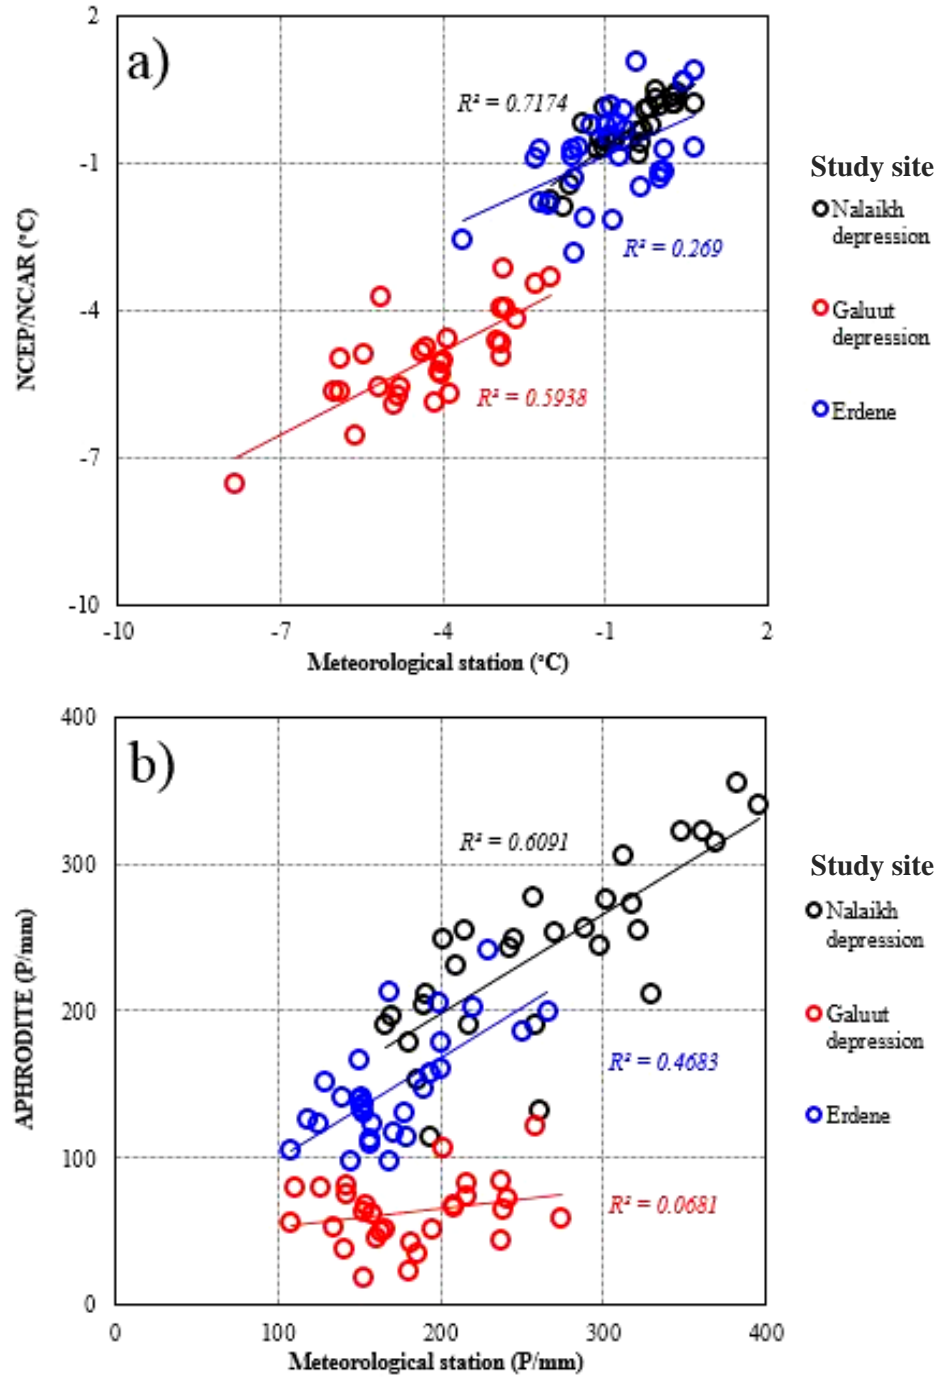 2
a)
R² = 0.7174
-1
R² = 0.269
NCEP/NCAR (°C)
-4
R² = 0.5938
-7
-10
-10 -7 -4 -1 2
Meteorological station (°C)
Study site
Nalaikh
depression
Galuut
depression
Erdene
400
b)
R² = 0.6091
300
APHRODITE (P/mm)
200
R² = 0.4683
100
R² = 0.0681
0
0 100 200 300 400
Meteorological station (P/mm)
Study site
Nalaikh
depression
Galuut
depression
Erdene